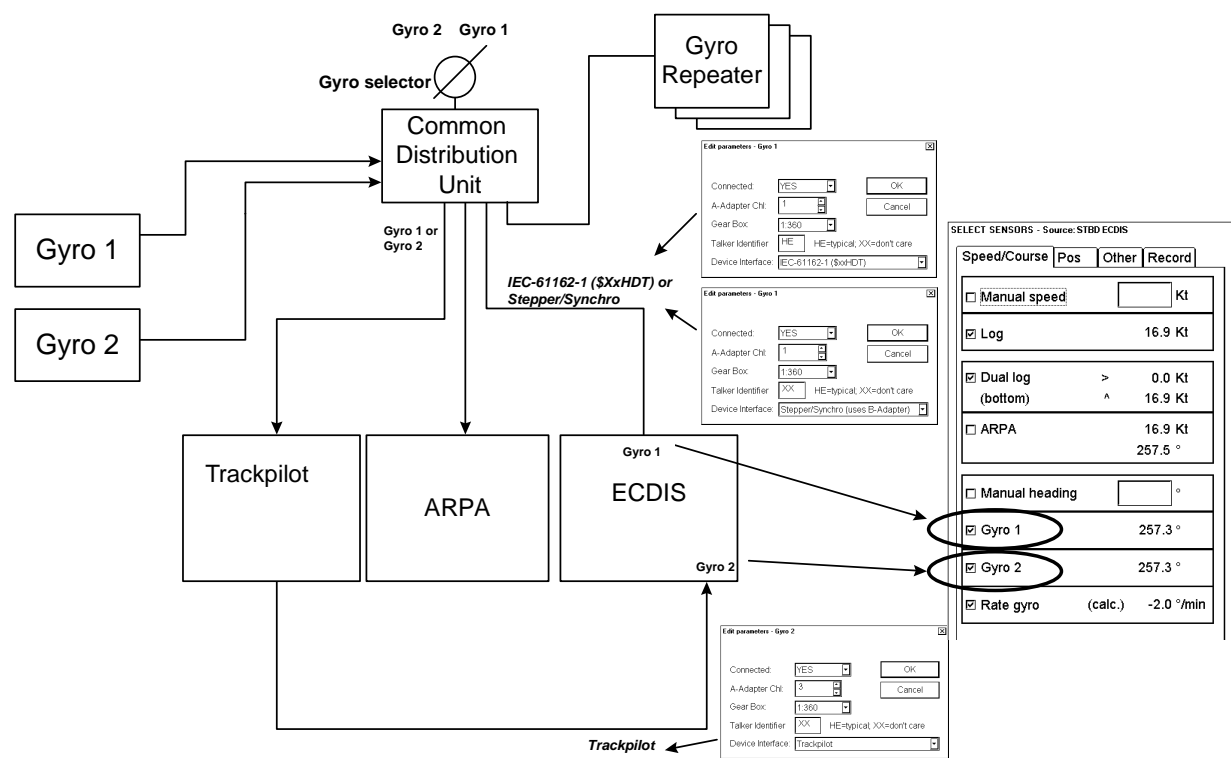 Gyro 2 Gyro 1
Gyro selector
Common
Distribution
Unit
Gyro
Repeater
Gyro 1
Gyro 2
Gyro 1 or
Gyro 2
IEC-61162-1 ($XxHDT) or
Stepper/Synchro
Edit parameters - Gyro 1
Connected: YES OK
A-Adapter Chl: 1 Cancel
Gear Box: 1:360
Talker Identifier HE HE=typical; XX=don't care
Device Interface: IEC-61162-1 ($xxHDT)
Edit parameters - Gyro 1
Connected: YES OK
A-Adapter Chl: 1 Cancel
Gear Box: 1:360
Talker Identifier XX HE=typical; XX=don't care
Device Interface: Stepper/Synchro (uses B-Adapter)
SELECT SENSORS - Source: STBD ECDIS
Speed/Course Pos Other Record
Manual speed Kt
Log 16.9 Kt
Dual log > 0.0 Kt
(bottom) ^ 16.9 Kt
ARPA 16.9 Kt
257.5 °
Manual heading °
Gyro 1 257.3 °
Gyro 2 257.3 °
Rate gyro (calc.) -2.0 °/min
Trackpilot
ARPA
Gyro 1
ECDIS
Gyro 2
Edit parameters - Gyro 2
Connected: YES OK
A-Adapter Chl: 3 Cancel
Gear Box: 1:360
Talker Identifier XX HE=typical; XX=don't care
Device Interface: Trackpilot
Trackpilot